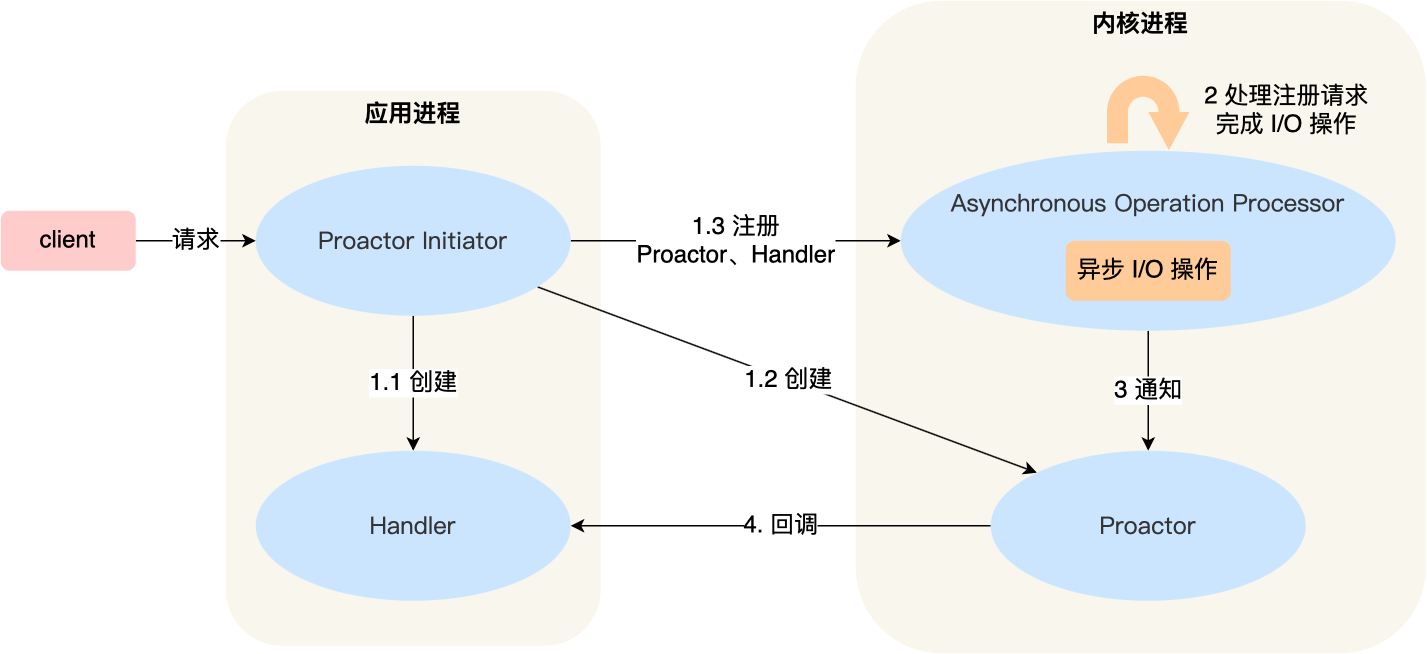 内核进程
应用进程
2 处理注册请求
完成 I/O 操作
client
请求
Proactor Initiator
1.3 注册
Proactor、Handler
Asynchronous Operation Processor
异步 I/O 操作
1.1 创建
1.2 创建
3 通知
Handler
4. 回调
Proactor